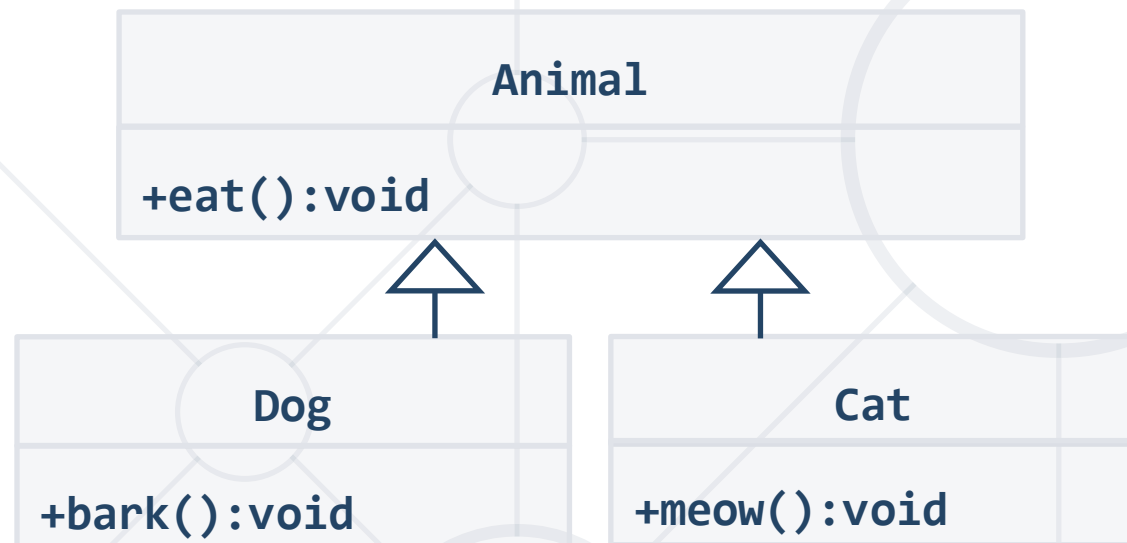 Animal
+eat():void
Dog
+bark():void
Cat
+meow():void